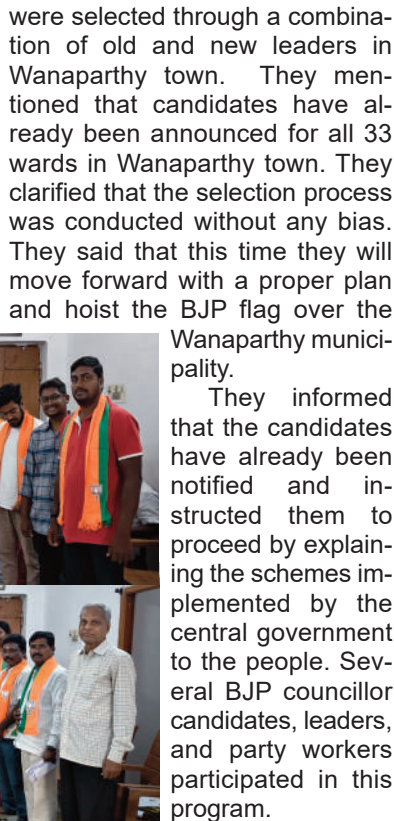 were selected through a combina-
tion of old and new leaders in
Wanaparthy town. They men-
tioned that candidates have al-
ready been announced for all 33
wards in Wanaparthy town. They
clarified that the selection process
was conducted without any bias.
They said that this time they will
move forward with a proper plan
and hoist the BJP flag over the
Wanaparthy munici-
pality.
They informed
that the candidates
have already been
notified and in-
structed them to
proceed by explain-
ing the schemes im-
plemented by the
central government
to the people. Sev-
eral BJP councillor
candidates, leaders,
and party workers
participated in this
program.